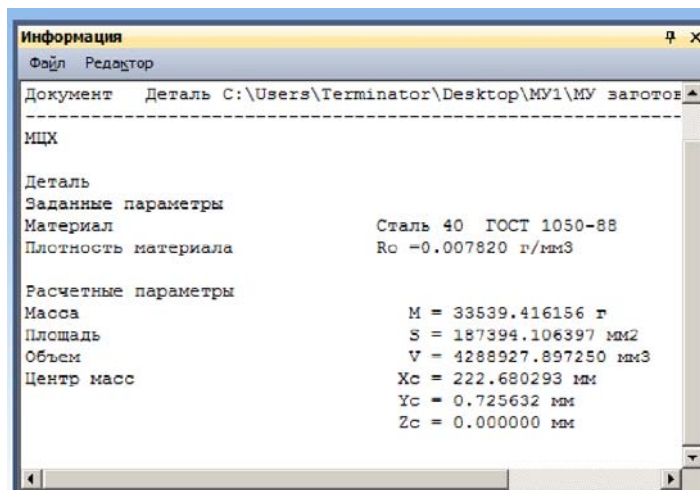 Информация
Файл Редактор
Документ Деталь C:\Users\Terminator\Desktop\МУ1\МУ заготов
МЦХ
Деталь
Заданные параметры
Материал Сталь 40 ГОСТ 1050-88
Плотность материала Ro =0.007820 г/мм3
Расчетные параметры
Масса M = 33539.416156 г
Площадь S = 187394.106397 мм2
Объем V = 4288927.897250 мм3
Центр масс Xc = 222.680293 мм
Yc = 0.725632 мм
Zc = 0.000000 мм